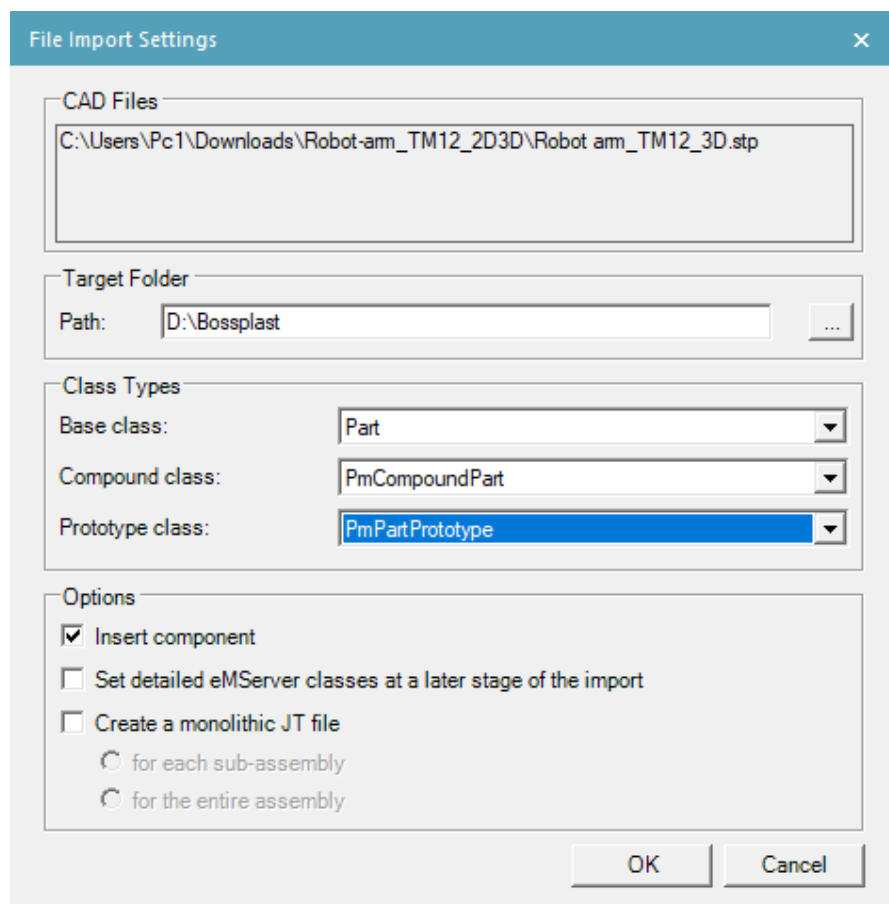 File Import Settings
CAD Files
C:\Users\Pc1\Downloads\Robot-arm_TM12_2D3D\Robot arm_TM12_3D.stp
Target Folder
Path: D:\Bossplast ...
Class Types
Base class: Part
Compound class: PmCompoundPart
Prototype class: PmPartPrototype
Options
Insert component
Set detailed eMServer classes at a later stage of the import
Create a monolithic JT file
for each sub-assembly
for the entire assembly
OK Cancel